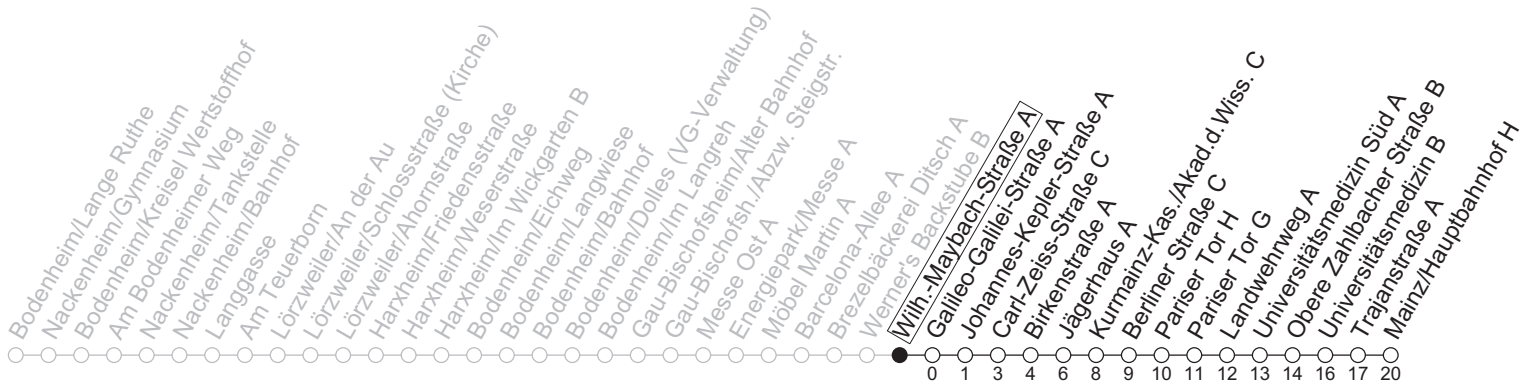 Bodenheim/Lange Ruthe
Nackenheim/Gymnasium
Bodenheim/Kreisel Wertstoffhof
Am Bodenheimer Weg
Nackenheim/Tankstelle
Nackenheim/Bahnhof
Langgasse
Am Teuerborn
Lörzweiler/An der Au
Lörzweiler/Schlossstraße (Kirche)
Lörzweiler/Ahornstraße
Harxheim/Friedensstraße
Harxheim/Weserstraße
Harxheim/Im Wickgarten B
Bodenheim/Eichweg
Bodenheim/Langwiese
Bodenheim/Bahnhof
Bodenheim/Dolles (VG-Verwaltung)
Bodenheim/Im Langreh
Gau-Bischofsheim/Alter Bahnhof
Gau-Bischofsh./Abzw. Steigstr.
Messe Ost A
Energiepark/Messe A
Möbel Martin A
Barcelona-Allee A
Brezelbäckerei Ditsch A
Werner's Backstube B
Wilh.-Maybach-Straße A
Galileo-Galilei-Straße A
Johannes-Kepler-Straße A
Carl-Zeiss-Straße C
Birkenstraße A
Jägerhaus A
Kurmainz-Kas./Akad.d.Wiss. C
Berliner Straße C
Pariser Tor H
Pariser Tor G
Landwehrweg A
Universitätsmedizin Süd A
Obere Zahlbacher Straße B
Universitätsmedizin B
Trajanstraße A
Mainz/Hauptbahnhof H
0 1 3 4 6 8 9 10 11 12 13 14 16 17 20